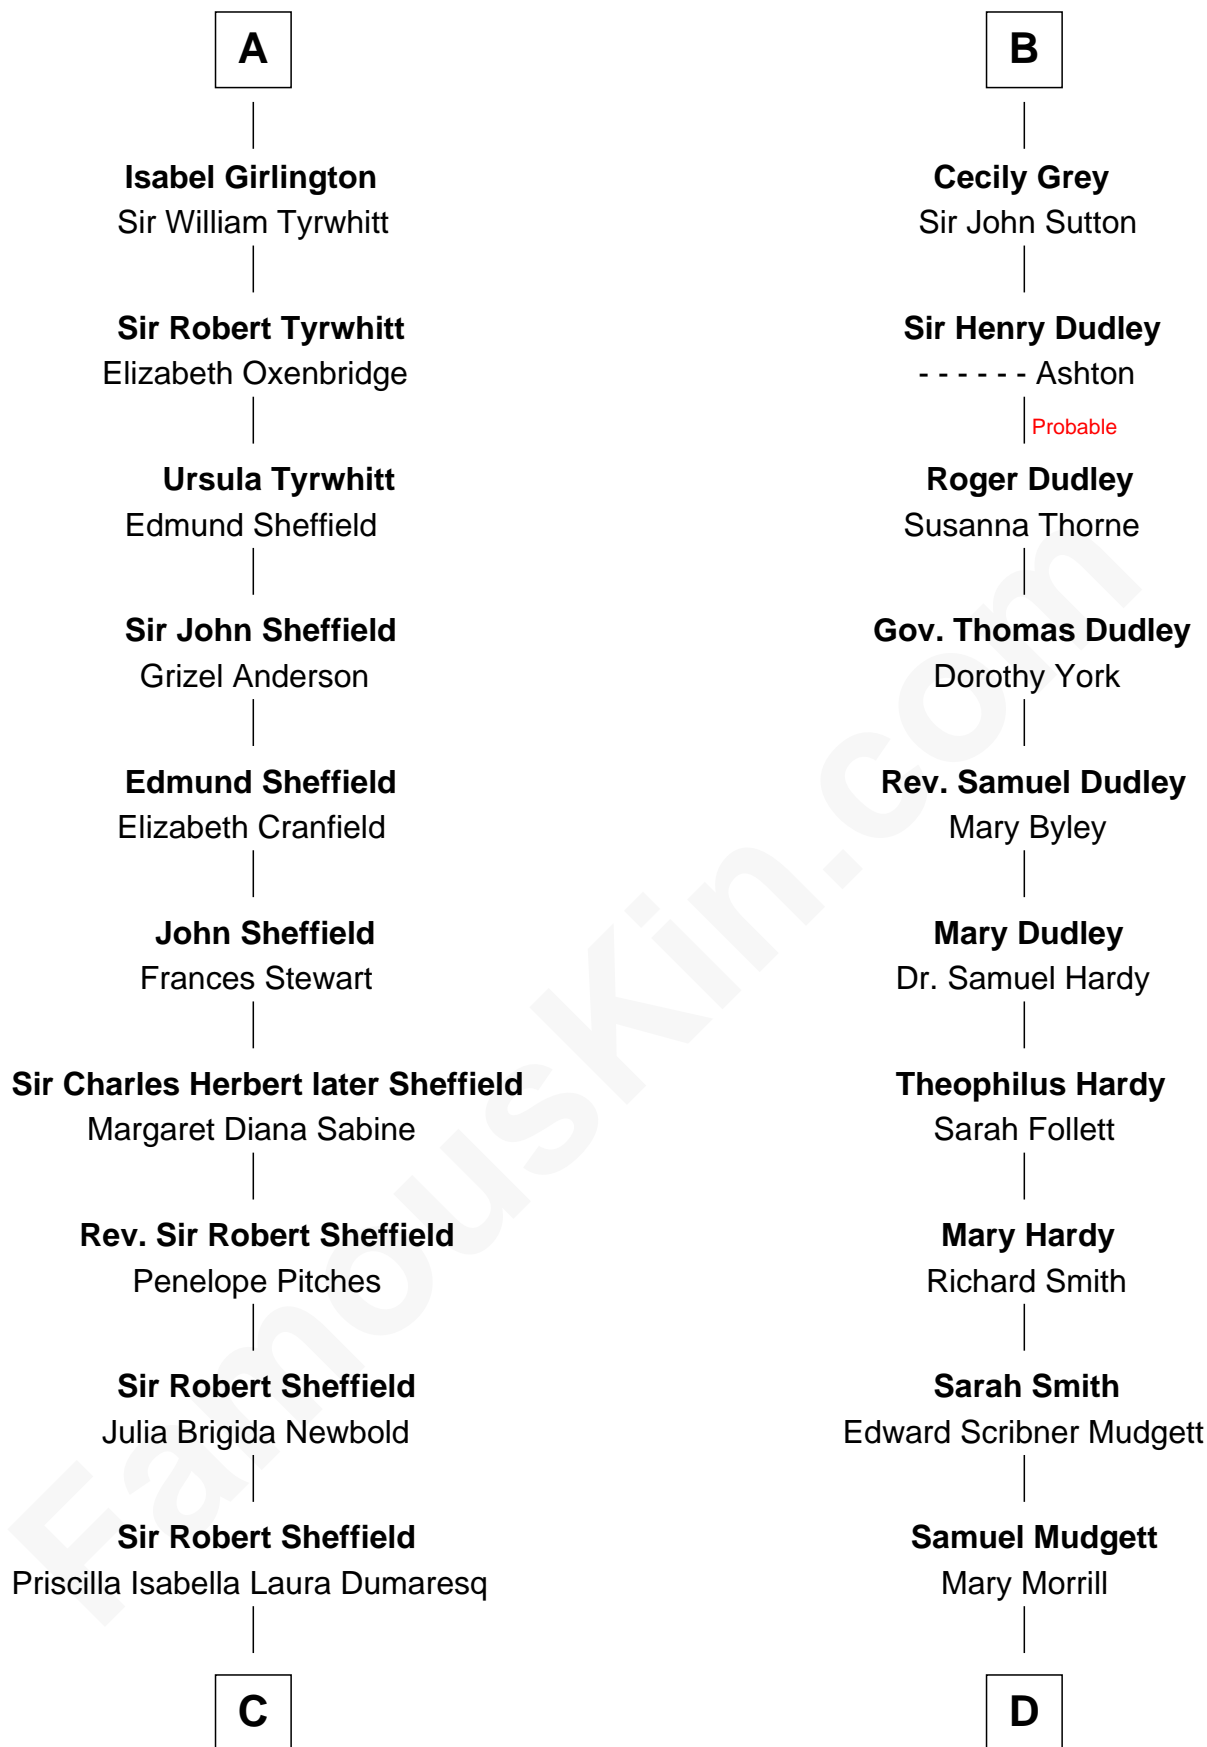 A
Isabel Girlington
Sir William Tyrwhitt
Sir Robert Tyrwhitt
Elizabeth Oxenbridge
Ursula Tyrwhitt
Edmund Sheffield
Sir John Sheffield
Grizel Anderson
Edmund Sheffield
Elizabeth Cranfield
John Sheffield
Frances Stewart
Sir Charles Herbert later Sheffield
Margaret Diana Sabine
Rev. Sir Robert Sheffield
Penelope Pitches
Sir Robert Sheffield
Julia Brigida Newbold
Sir Robert Sheffield
Priscilla Isabella Laura Dumaresq
C
B
Cecily Grey
Sir John Sutton
Sir Henry Dudley
- - - - - - Ashton
Probable
Roger Dudley
Susanna Thorne
Gov. Thomas Dudley
Dorothy York
Rev. Samuel Dudley
Mary Byley
Mary Dudley
Dr. Samuel Hardy
Theophilus Hardy
Sarah Follett
Mary Hardy
Richard Smith
Sarah Smith
Edward Scribner Mudgett
Samuel Mudgett
Mary Morrill
D
FamousKin.com